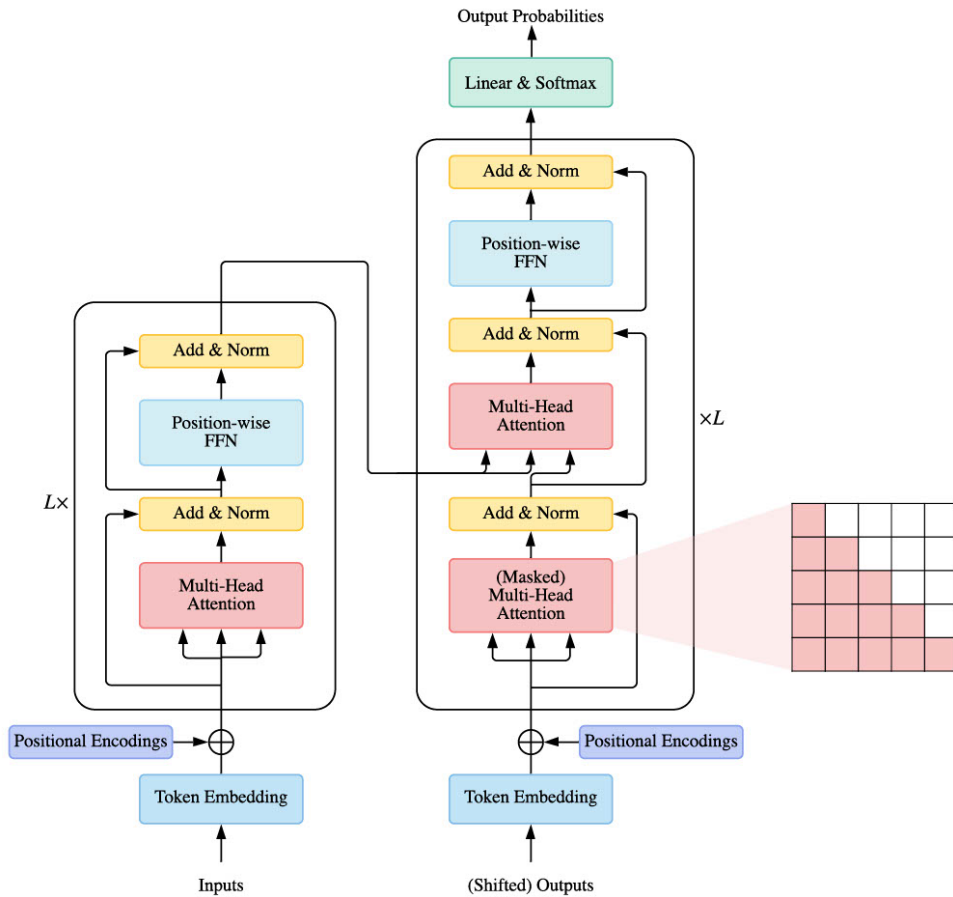 Output Probabilities
Linear & Softmax
Add & Norm
Position-wise
FFN
Add & Norm
Multi-Head
Attention
×L
Add & Norm
(Masked)
Multi-Head
Attention
Positional Encodings
Token Embedding
(Shifted) Outputs
Add & Norm
Position-wise
FFN
L×
Add & Norm
Multi-Head
Attention
Positional Encodings
Token Embedding
Inputs